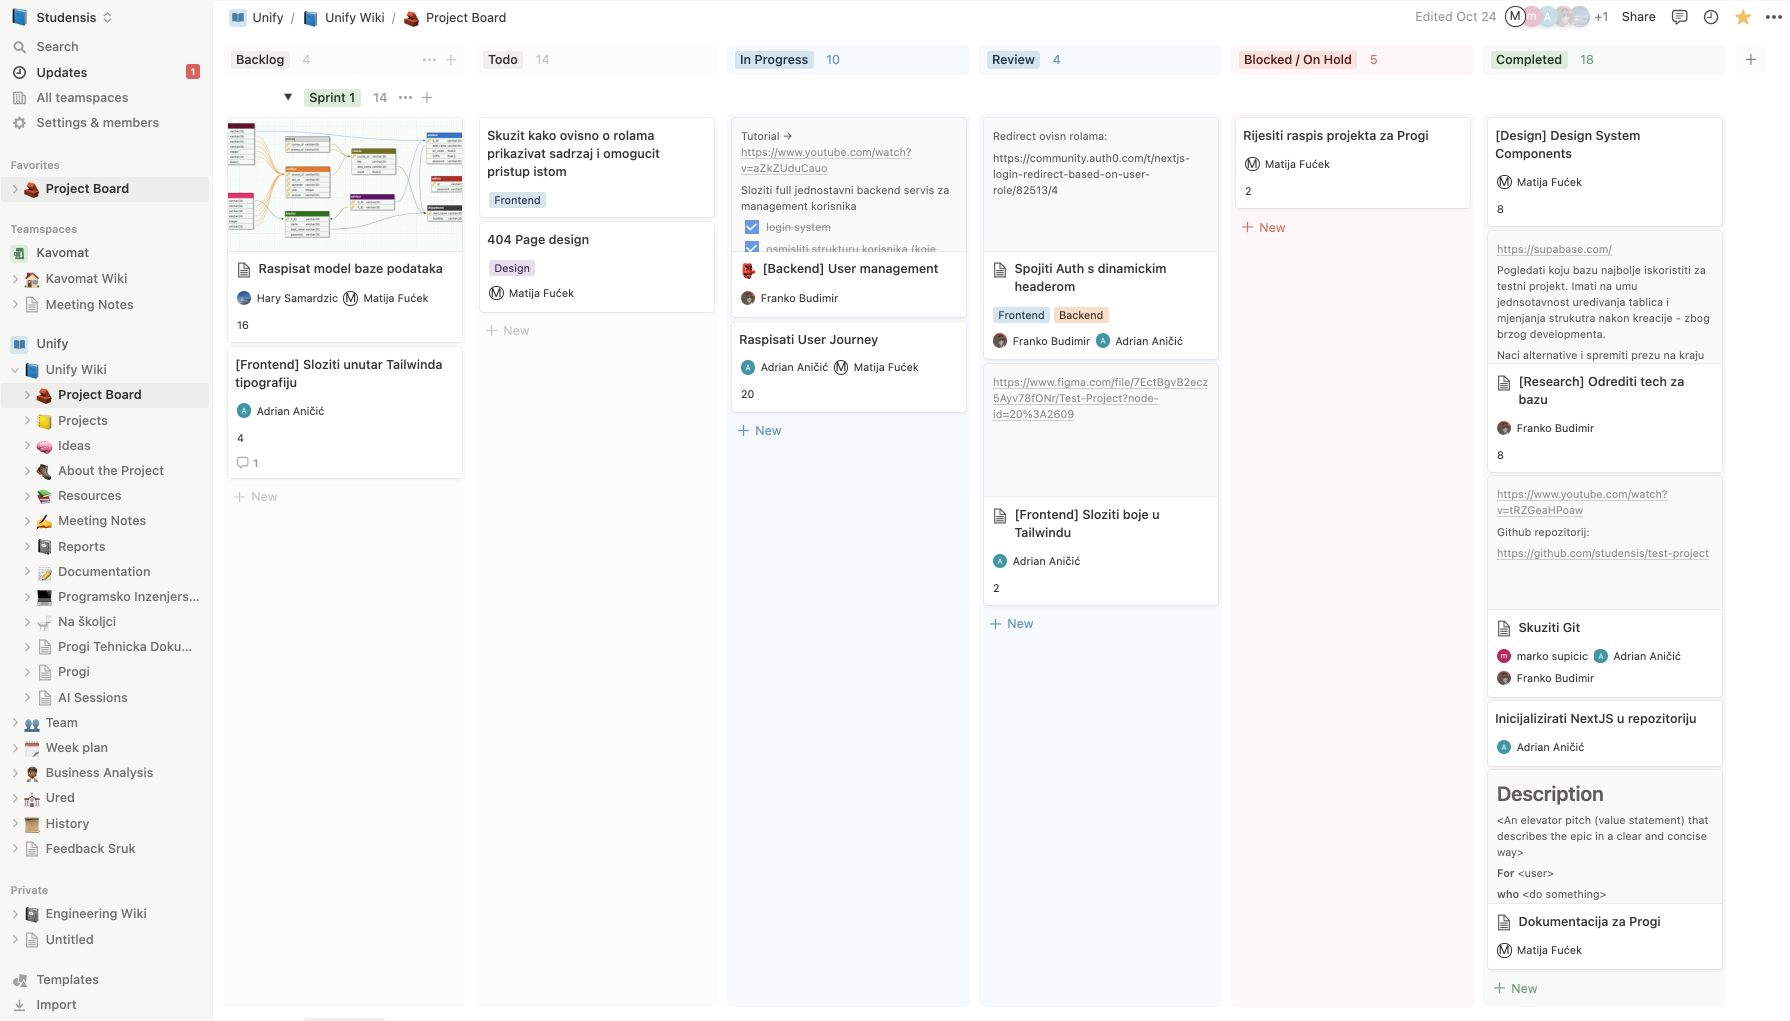 Studensis
Search
Updates
1
All teamspaces
Settings & members
Favorites
Project Board
Teamspaces
Kavomat
Kavomat Wiki
Meeting Notes
Unify
Unify Wiki
Project Board
Projects
Ideas
About the Project
Resources
Meeting Notes
Reports
Documentation
Programsko Inzenjers...
Na školjci
Progi Tehnicka Doku...
Progi
AI Sessions
Team
Week plan
Business Analysis
Ured
History
Feedback Sruk
Private
Engineering Wiki
Untitled
Templates
Import
Unify / Unify Wiki / Project Board
Edited Oct 24
M m A +1
Share
Backlog 4
Todo 14
In Progress 10
Review 4
Blocked / On Hold 5
Completed 18
Sprint 1 14
Raspisat model baze podataka
Hary Samardzic M Matija Fućek
16
[Frontend] Sloziti unutar Tailwinda
tipografiju
A Adrian Aničić
4
1
New
Skuzit kako ovisno o rolama
prikazivat sadrzaj i omogucit
pristup istom
Frontend
404 Page design
Design
M Matija Fućek
New
Tutorial →
https://www.youtube.com/watch?
v=aZkZUduCauo
Sloziti full jednostavni backend servis za
management korisnika
login system
osmisliti strukturu korisnika (koje
[Backend] User management
Franko Budimir
Raspisati User Journey
A Adrian Aničić M Matija Fućek
20
New
Redirect ovisn rolama:
https://community.auth0.com/t/nextjs-
login-redirect-based-on-user-
role/82513/4
Spojiti Auth s dinamickim
headerom
Frontend Backend
Franko Budimir A Adrian Aničić
https://www.figma.com/file/7EctBgvB2ecz
5Ayv78fONr/Test-Project?node-
id=20%3A2609
[Frontend] Sloziti boje u
Tailwindu
A Adrian Aničić
2
New
Rijesiti raspis projekta za Progi
M Matija Fućek
2
New
[Design] Design System
Components
M Matija Fućek
8
https://supabase.com/
Pogledati koju bazu najbolje iskoristiti za
testni projekt. Imati na umu
jednsotavnost uredivanja tablica i
mjenjanja strukutra nakon kreacije - zbog
brzog developmenta.
Naci alternative i spremiti prezu na kraju
[Research] Odrediti tech za
bazu
Franko Budimir
8
https://www.youtube.com/watch?
v=tRZGeaHPoaw
Github repozitorij:
https://github.com/studensis/test-project
Skuziti Git
m marko supicic A Adrian Aničić
Franko Budimir
Inicijalizirati NextJS u repozitoriju
A Adrian Aničić
Description
<An elevator pitch (value statement) that
describes the epic in a clear and concise
way>
For <user>
who <do something>
Dokumentacija za Progi
M Matija Fućek
New